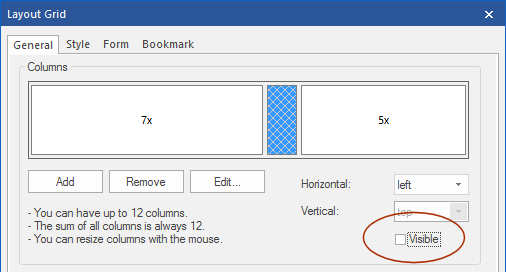 Layout Grid
General Style Form Bookmark
Columns
7x 5x
Add Remove Edit...
Horizontal: left
Vertical: top
- You can have up to 12 columns.
- The sum of all columns is always 12.
- You can resize columns with the mouse.
Visible